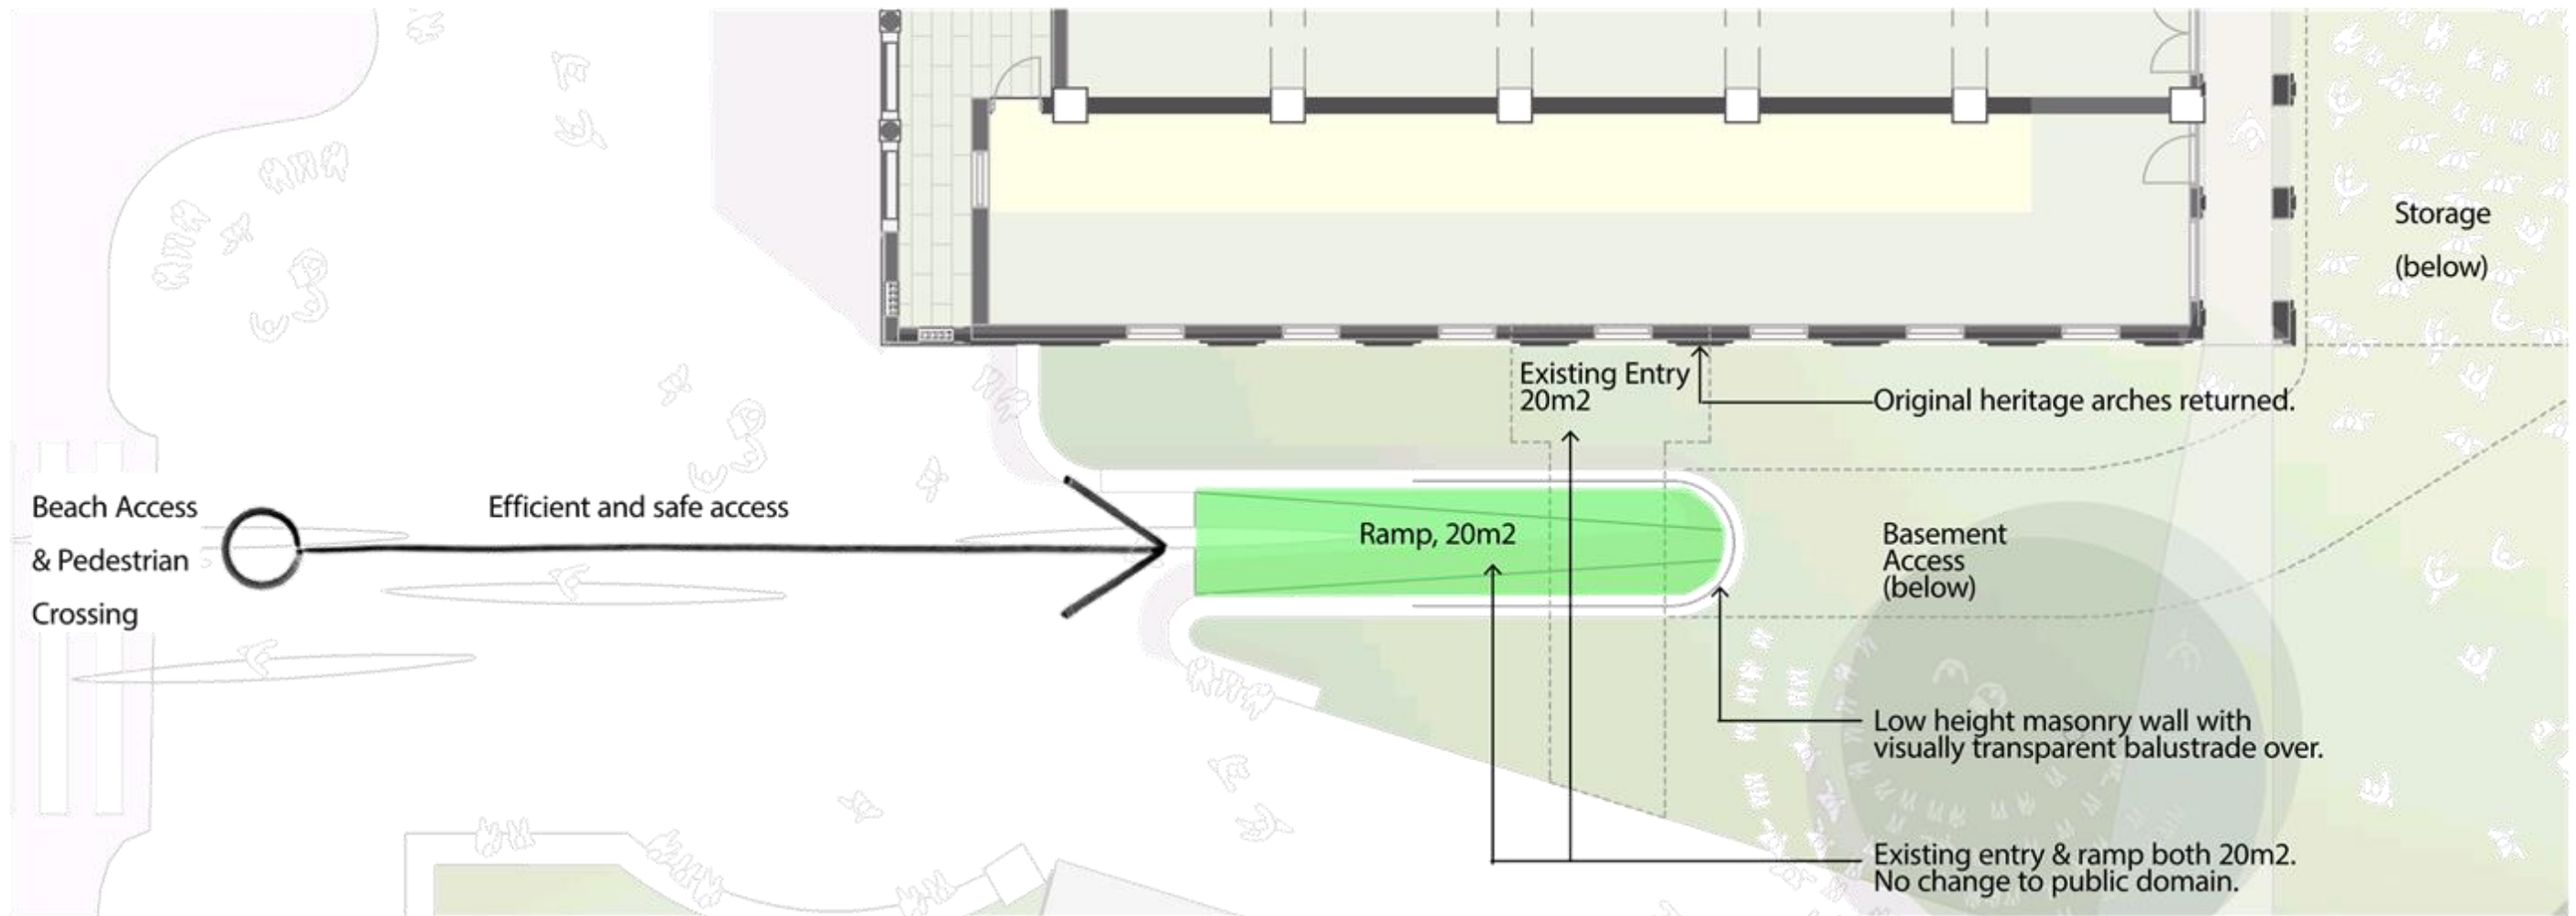 Storage
(below)
Existing Entry
20m2
Original heritage arches returned.
Beach Access
& Pedestrian
Crossing
Efficient and safe access
Ramp, 20m2
Basement
Access
(below)
Low height masonry wall with
visually transparent balustrade over.
Existing entry & ramp both 20m2.
No change to public domain.